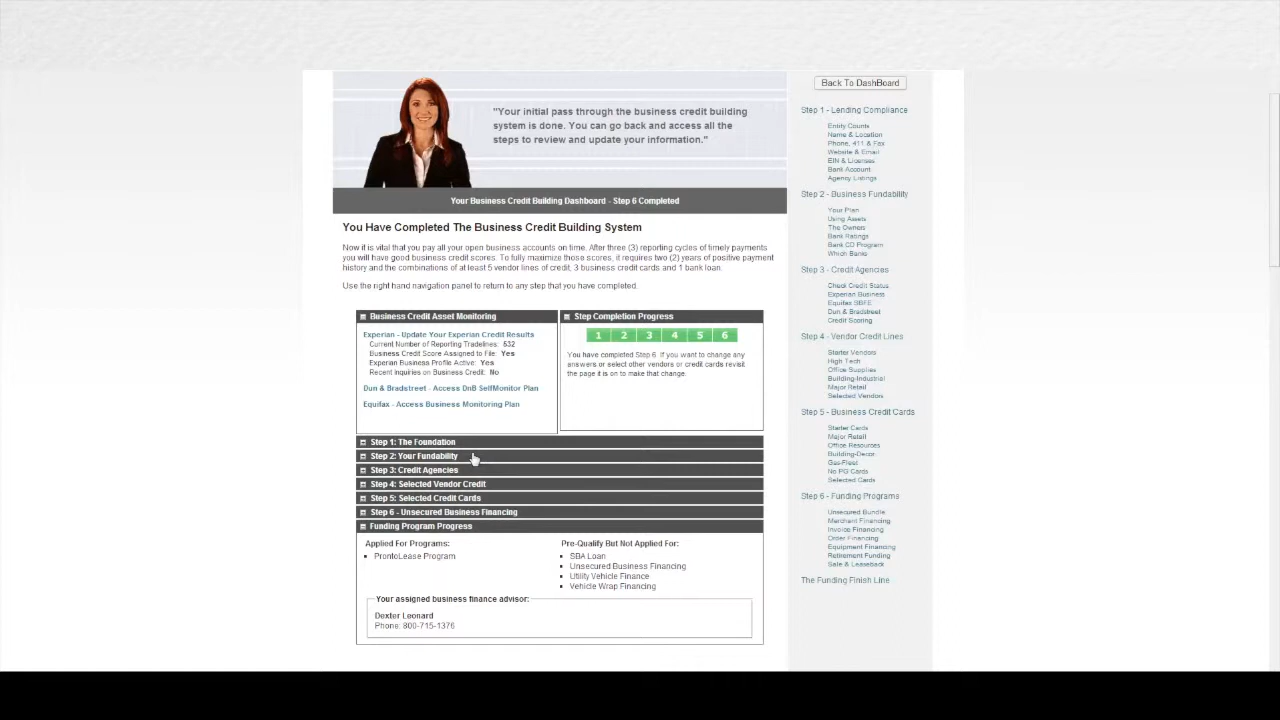 "Your initial pass through the business credit building
system is done. You can go back and access all the
steps to review and update your information."
Your Business Credit Building Dashboard - Step 6 Completed
You Have Completed The Business Credit Building System
Now it is vital that you pay all your open business accounts on time. After three (3) reporting cycles of timely payments
you will have good business credit scores. To fully maximize those scores, it requires two (2) years of positive payment
history and the combinations of at least 5 vendor lines of credit, 3 business credit cards and 1 bank loan.
Use the right hand navigation panel to return to any step that you have completed.
Business Credit Asset Monitoring
Experian - Update Your Experian Credit Results
Current Number of Reporting Tradelines: 532
Business Credit Score Assigned to File: Yes
Experian Business Profile Active: Yes
Recent Inquiries on Business Credit: No
Dun & Bradstreet - Access DnB SelfMonitor Plan
Equifax - Access Business Monitoring Plan
Step Completion Progress
1 2 3 4 5 6
You have completed Step 6. If you want to change any
answers or select other vendors or credit cards revisit
the page it is on to make that change.
Step 1: The Foundation
Step 2: Your Fundability
Step 3: Credit Agencies
Step 4: Selected Vendor Credit
Step 5: Selected Credit Cards
Step 6 - Unsecured Business Financing
Funding Program Progress
Applied For Programs:
ProntoLease Program
Pre-Qualify But Not Applied For:
SBA Loan
Unsecured Business Financing
Utility Vehicle Finance
Vehicle Wrap Financing
Your assigned business finance advisor:
Dexter Leonard
Phone: 800-715-1376
Back To DashBoard
Step 1 - Lending Compliance
Entity Counts
Name & Location
Phone, 411 & Fax
Website & Email
EIN & Licenses
Bank Account
Agency Listings
Step 2 - Business Fundability
Your Plan
Using Assets
The Owners
Bank Ratings
Bank CD Program
Which Banks
Step 3 - Credit Agencies
Check Credit Status
Experian Business
Equifax SBFE
Dun & Bradstreet
Credit Scoring
Step 4 - Vendor Credit Lines
Starter Vendors
High Tech
Office Supplies
Building-Industrial
Major Retail
Selected Vendors
Step 5 - Business Credit Cards
Starter Cards
Major Retail
Office Resources
Building-Decor
Gas-Fleet
No PG Cards
Selected Cards
Step 6 - Funding Programs
Unsecured Bundle
Merchant Financing
Invoice Financing
Order Financing
Equipment Financing
Retirement Funding
Sale & Leaseback
The Funding Finish Line